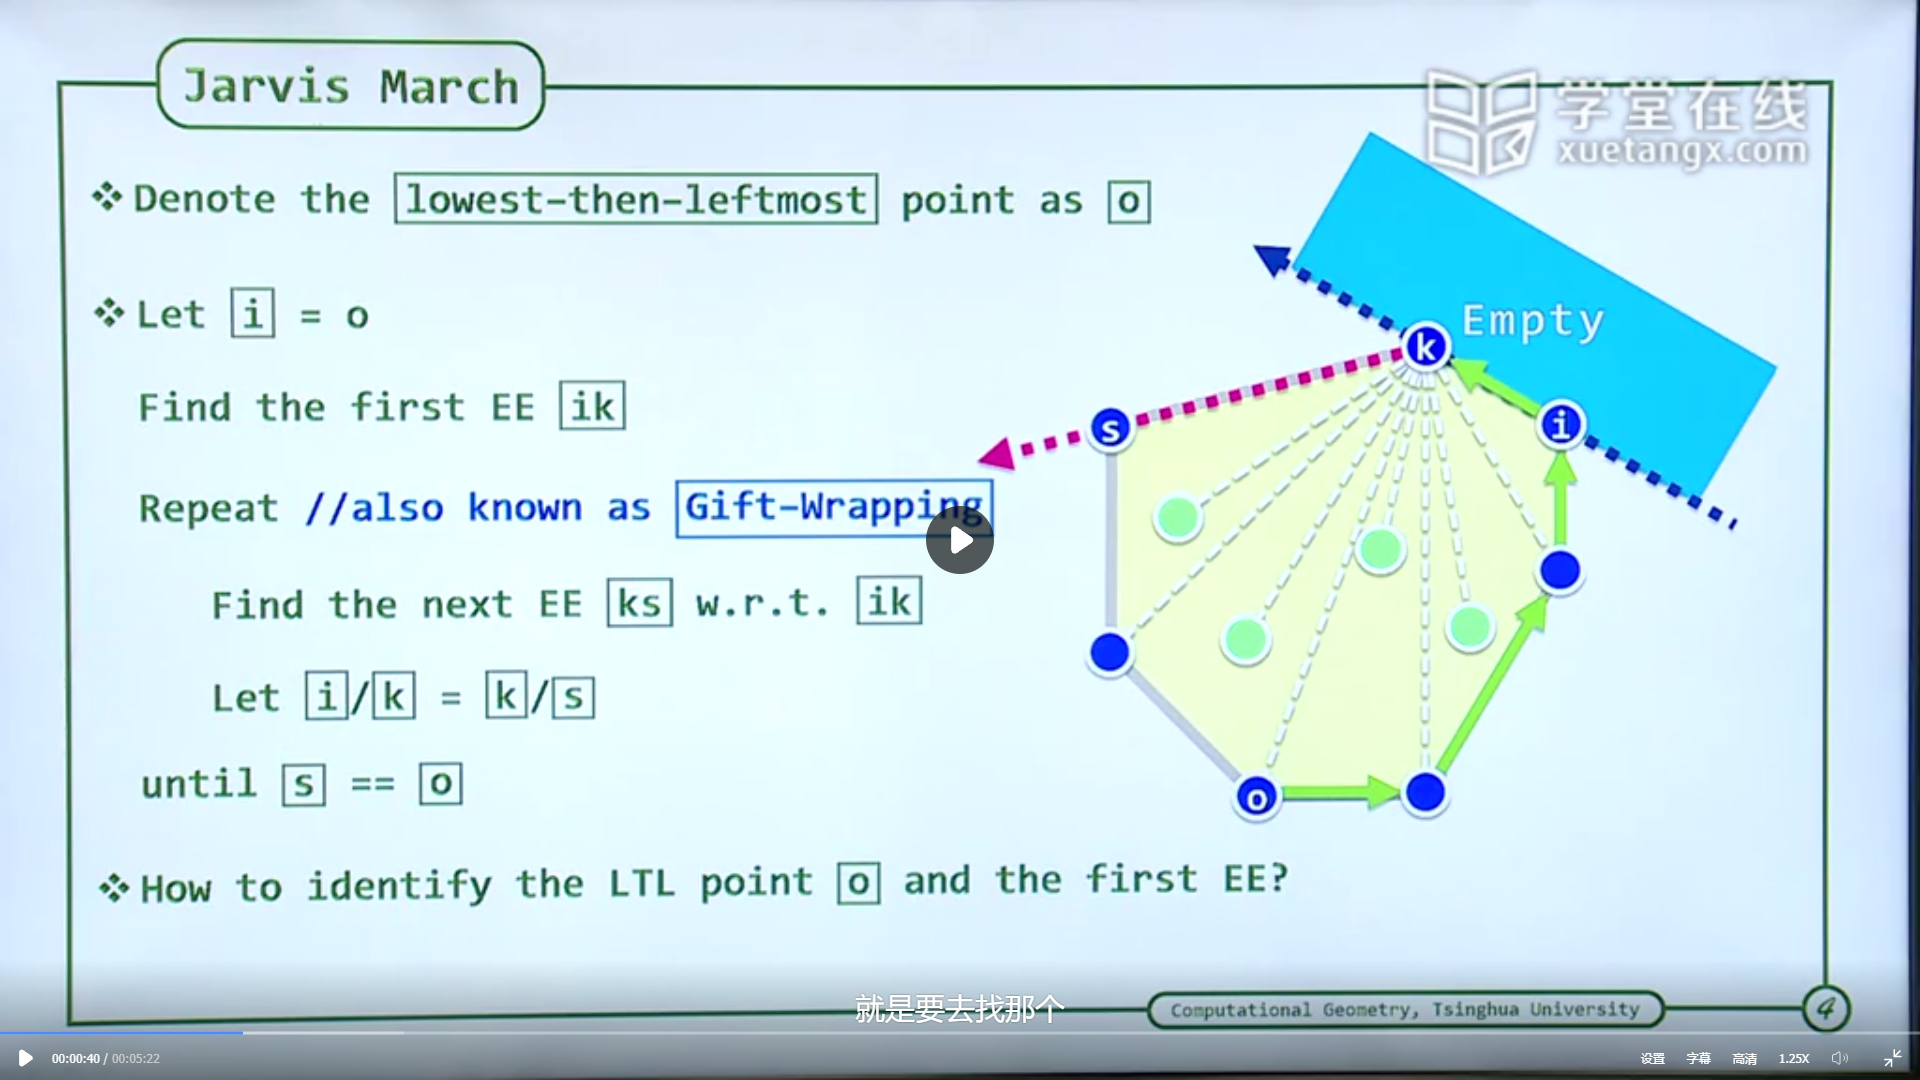 Jarvis March
学堂在线
xuetangx.com
❖ Denote the lowest-then-leftmost point as o
❖ Let i = o
Find the first EE ik
Repeat //also known as Gift-Wrapping
Find the next EE ks w.r.t. ik
Let i/k = k/s
until s == o
❖ How to identify the LTL point o and the first EE?
Empty
k
i
s
o
就是要去找那个
Computational Geometry, Tsinghua University
4
00:00:40 / 00:05:22
设置 字幕 高清 1.25X